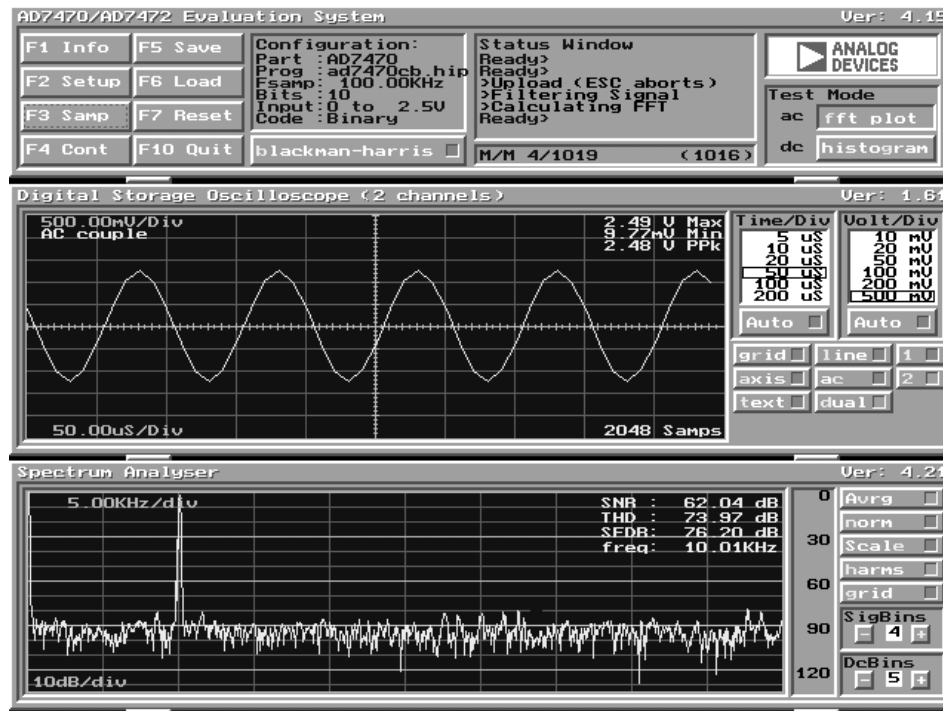 AD7470/AD7472 Evaluation System Ver: 4.15
F1 Info F5 Save
F2 Setup F6 Load
F3 Samp F7 Reset
F4 Cont F10 Quit
Configuration:
Part :AD7470
Prog :ad7470cb.hip
Fsamp: 100.00KHz
Bits :10
Input:0 to 2.5V
Code :Binary
blackman-harris
Status Window
Ready>
Ready>
>Upload (ESC aborts)
>Filtering Signal
>Calculating FFT
Ready>
M/M 4/1019 (1016)
ANALOG
DEVICES
Test Mode
ac fft plot
dc histogram
Digital Storage Oscilloscope (2 channels) Ver: 1.61
500.00mV/Div
AC couple
2.49 V Max
9.77mV Min
2.48 V PPk
50.00uS/Div
2048 Samps
Time/Div
5 uS
10 uS
20 uS
50 uS
100 uS
200 uS
Auto
Volt/Div
10 mV
20 mV
50 mV
100 mV
200 mV
500 mV
Auto
grid line 1
axis ac 2
text dual
Spectrum Analyser Ver: 4.21
5.00KHz/div
SNR : 62.04 dB
THD : 73.97 dB
SFDR: 76.20 dB
freq: 10.01KHz
10dB/div
0
30
60
90
120
Avrg
norm
Scale
harms
grid
SigBins
- 4 +
DcBins
- 5 +